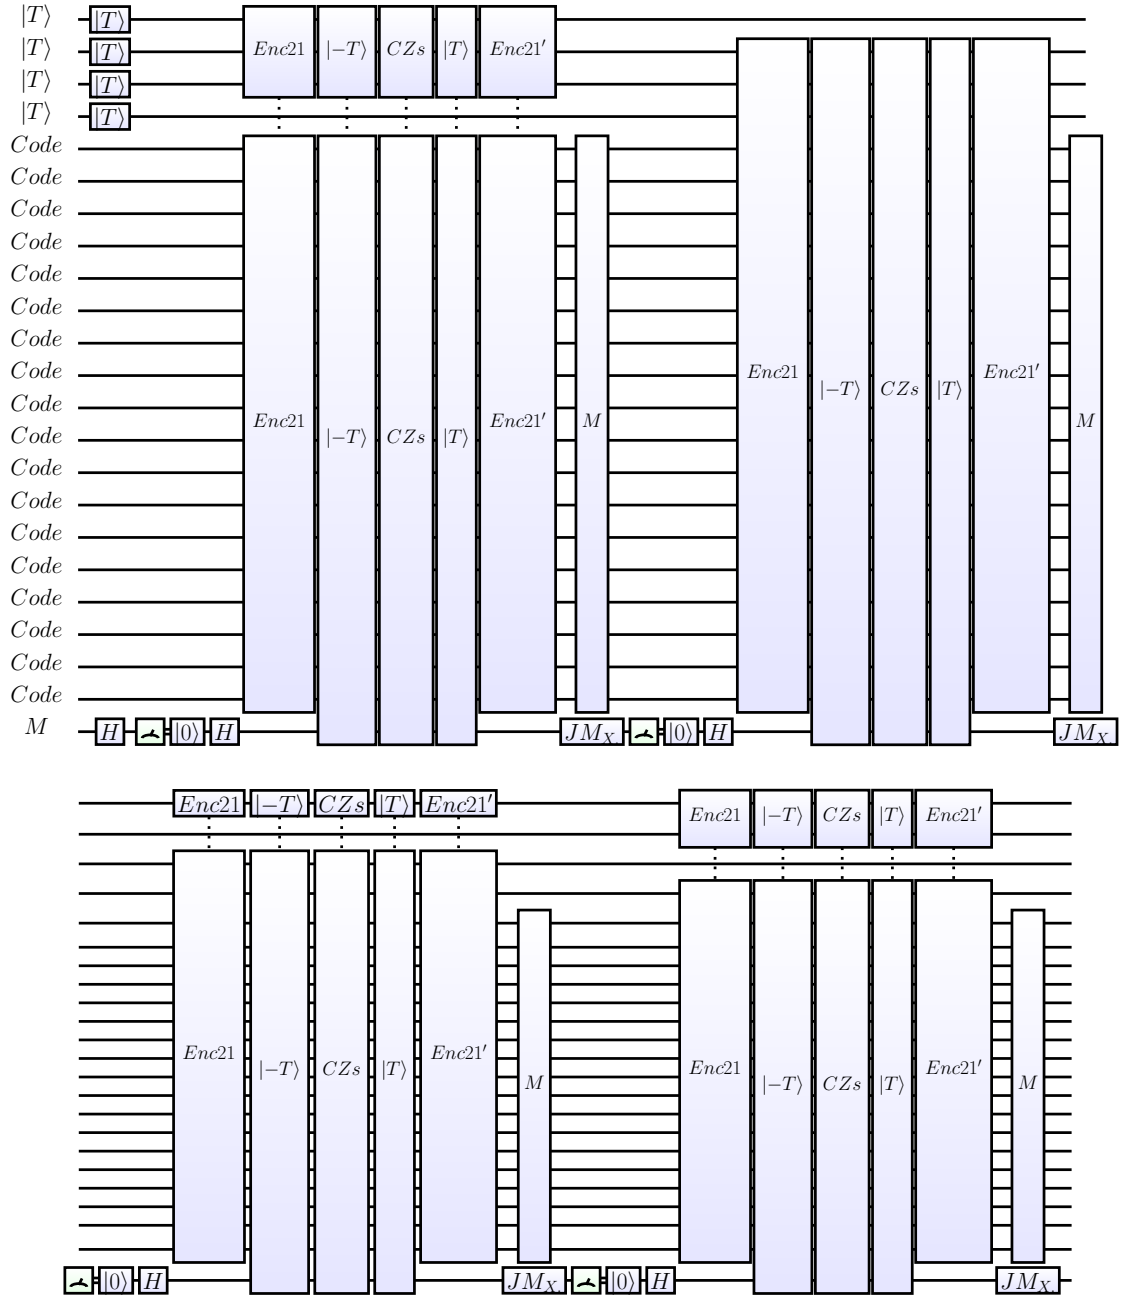 |T⟩ |T⟩
|T⟩ |T⟩ Enc21 |−T⟩ CZs |T⟩ Enc21′
|T⟩ |T⟩
|T⟩ |T⟩
Code
Code
Code
Code
Code
Code
Code
Code Enc21 |−T⟩ CZs |T⟩ Enc21′
Code
Code Enc21 |−T⟩ CZs |T⟩ Enc21′ M M
Code
Code
Code
Code
Code
Code
Code
Code
M H |0⟩ H JM_X. |0⟩ H JM_X.
Enc21 |−T⟩ CZs |T⟩ Enc21′ Enc21 |−T⟩ CZs |T⟩ Enc21′
Enc21 |−T⟩ CZs |T⟩ Enc21′ M Enc21 |−T⟩ CZs |T⟩ Enc21′ M
|0⟩ H JM_X. |0⟩ H JM_X.